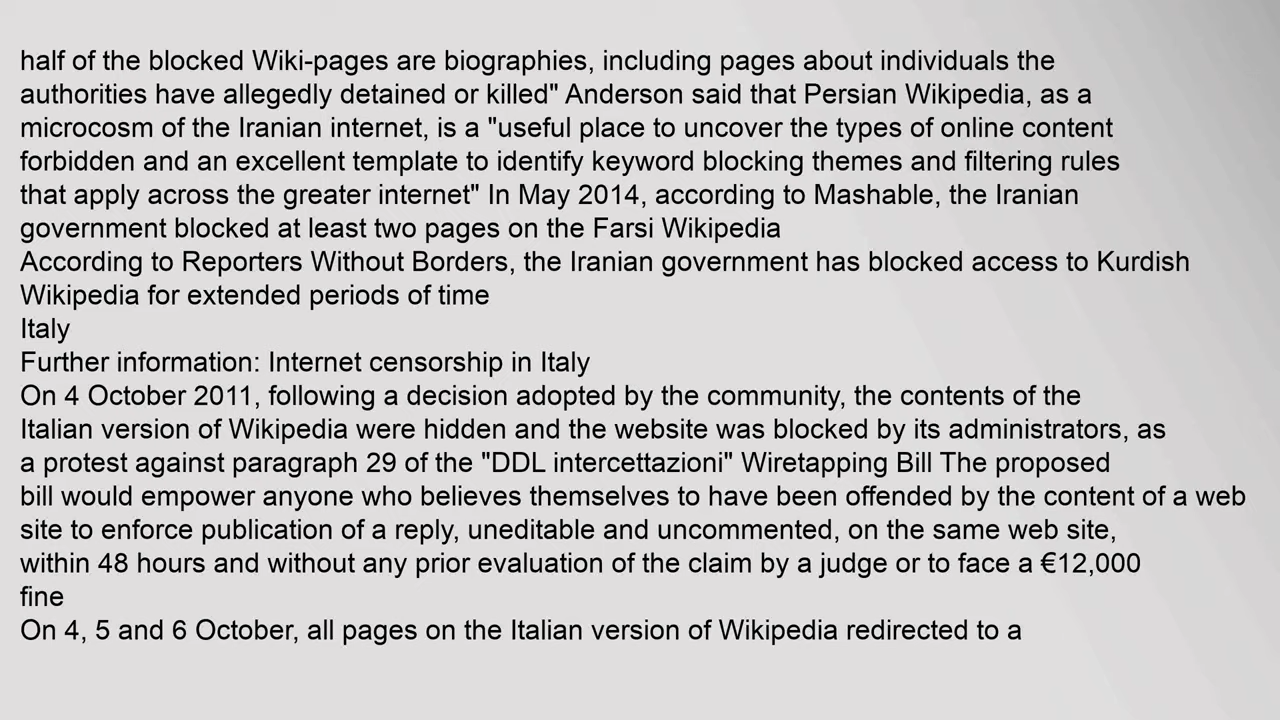 half of the blocked Wiki-pages are biographies, including pages about individuals the
authorities have allegedly detained or killed" Anderson said that Persian Wikipedia, as a
microcosm of the Iranian internet, is a "useful place to uncover the types of online content
forbidden and an excellent template to identify keyword blocking themes and filtering rules
that apply across the greater internet" In May 2014, according to Mashable, the Iranian
government blocked at least two pages on the Farsi Wikipedia
According to Reporters Without Borders, the Iranian government has blocked access to Kurdish
Wikipedia for extended periods of time
Italy
Further information: Internet censorship in Italy
On 4 October 2011, following a decision adopted by the community, the contents of the
Italian version of Wikipedia were hidden and the website was blocked by its administrators, as
a protest against paragraph 29 of the "DDL intercettazioni" Wiretapping Bill The proposed
bill would empower anyone who believes themselves to have been offended by the content of a web
site to enforce publication of a reply, uneditable and uncommented, on the same web site,
within 48 hours and without any prior evaluation of the claim by a judge or to face a €12,000
fine
On 4, 5 and 6 October, all pages on the Italian version of Wikipedia redirected to a